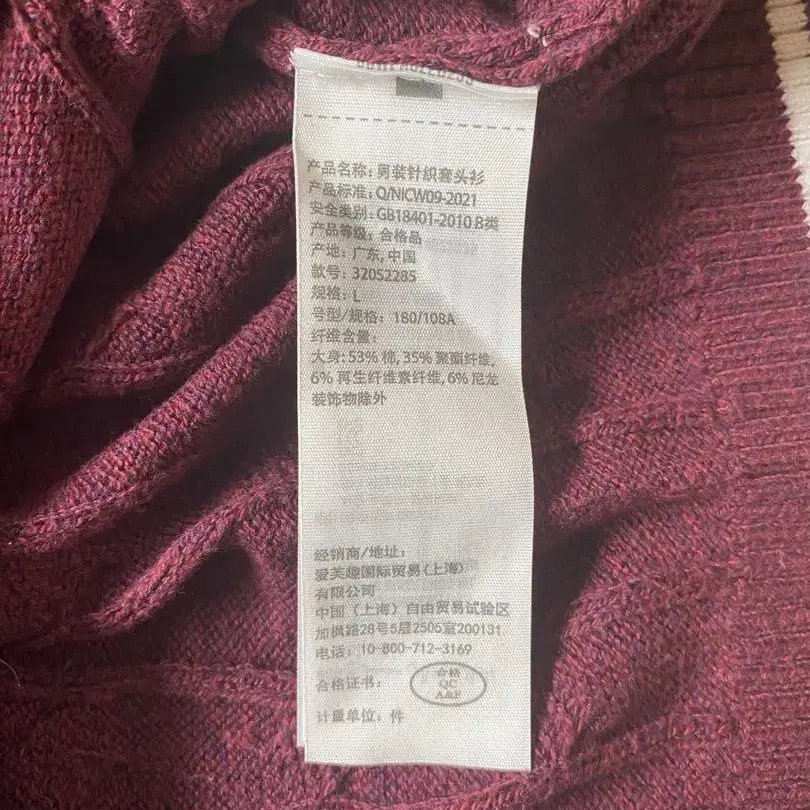 产品名称: 男装针织套头衫
产品标准: Q/NICW09-2021
安全类别: GB18401-2010 B类
产品等级: 合格品
产地: 广东, 中国
款号: 32052285
规格: L
号型/规格: 180/108A
纤维含量:
大身: 53% 棉, 35% 聚酯纤维,
6% 再生纤维素纤维, 6% 尼龙
装饰物除外
经销商/地址:
爱芙趣国际贸易(上海)
有限公司
中国(上海)自由贸易试验区
加枫路26号5层2505室200131
电话: 10-800-712-3169
合格证书:
合格
QC
A&F
计量单位: 件